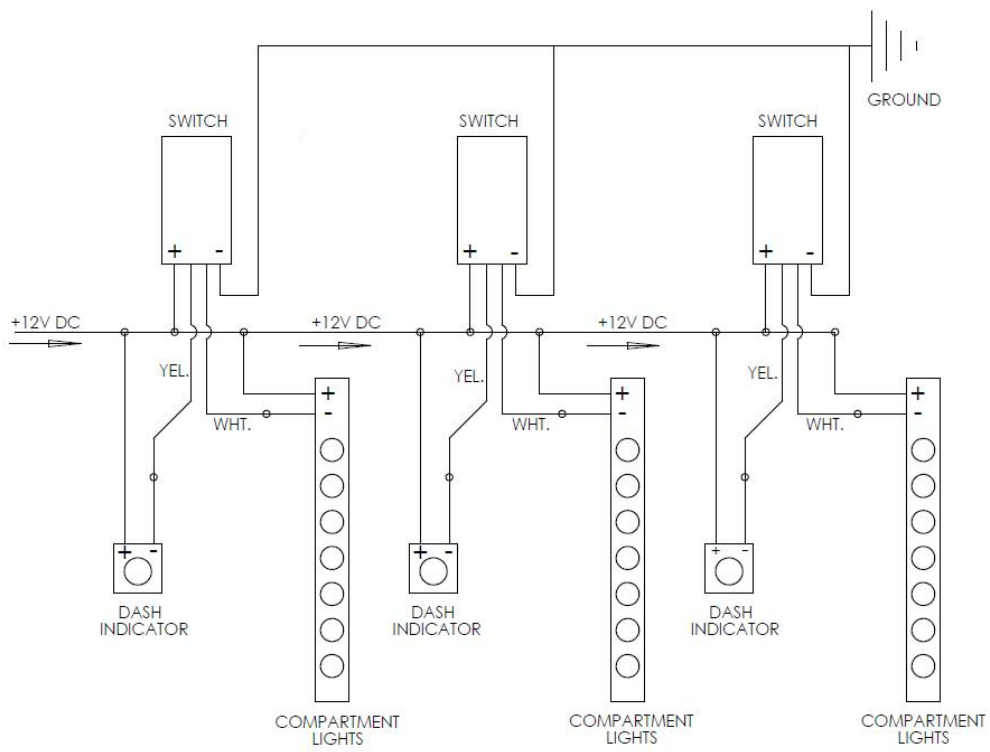 GROUND
SWITCH
SWITCH
SWITCH
+ -
+ -
+ -
+12V DC
+12V DC
+12V DC
YEL.
YEL.
YEL.
+
-
+
-
+
-
WHT.
WHT.
WHT.
+ -
+ -
+ -
DASH
INDICATOR
DASH
INDICATOR
DASH
INDICATOR
COMPARTMENT
LIGHTS
COMPARTMENT
LIGHTS
COMPARTMENT
LIGHTS